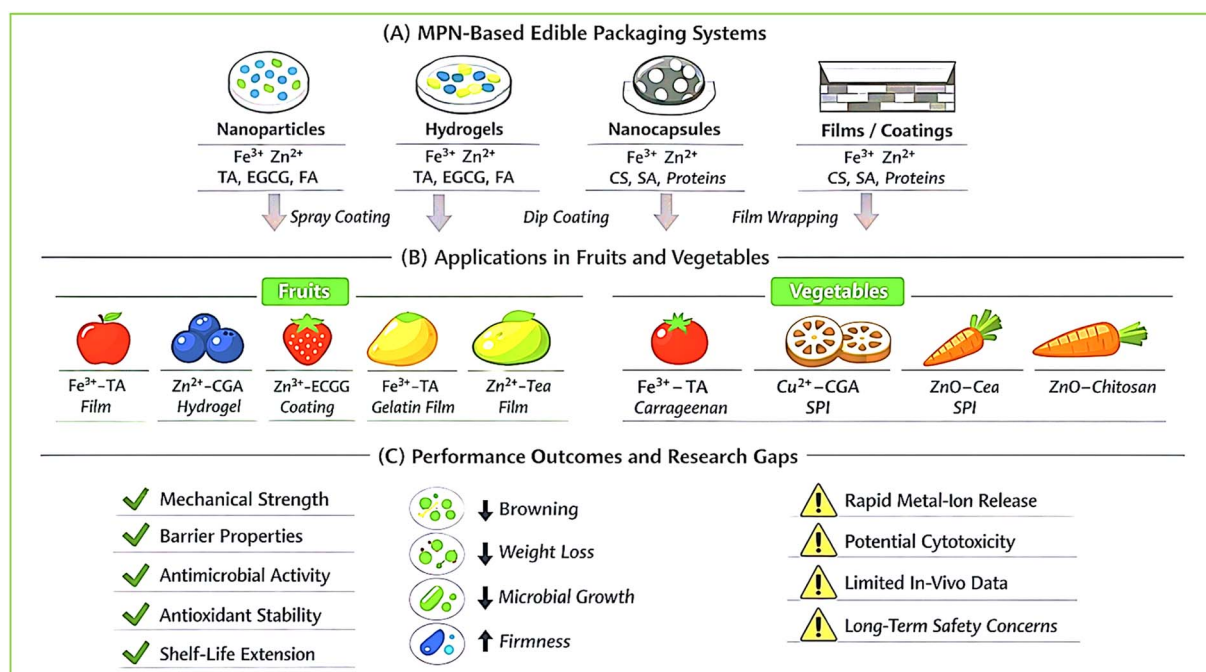 (A) MPN-Based Edible Packaging Systems
Nanoparticles
Fe³⁺ Zn²⁺
TA, EGCG, FA
Hydrogels
Fe³⁺ Zn²⁺
TA, EGCG, FA
Nanocapsules
Fe³⁺ Zn²⁺
CS, SA, Proteins
Films / Coatings
Fe³⁺ Zn²⁺
CS, SA, Proteins
Spray Coating
Dip Coating
Film Wrapping
(B) Applications in Fruits and Vegetables
Fruits
Fe³⁺–TA
Film
Zn²⁺–CGA
Hydrogel
Zn³⁺–ECGG
Coating
Fe³⁺–TA
Gelatin Film
Zn²⁺–Tea
Film
Vegetables
Fe³⁺–TA
Carrageenan
Cu²⁺–CGA
SPI
ZnO–Cea
SPI
ZnO–Chitosan
(C) Performance Outcomes and Research Gaps
Mechanical Strength
Barrier Properties
Antimicrobial Activity
Antioxidant Stability
Shelf-Life Extension
↓ Browning
↓ Weight Loss
↓ Microbial Growth
↑ Firmness
Rapid Metal-Ion Release
Potential Cytotoxicity
Limited In-Vivo Data
Long-Term Safety Concerns